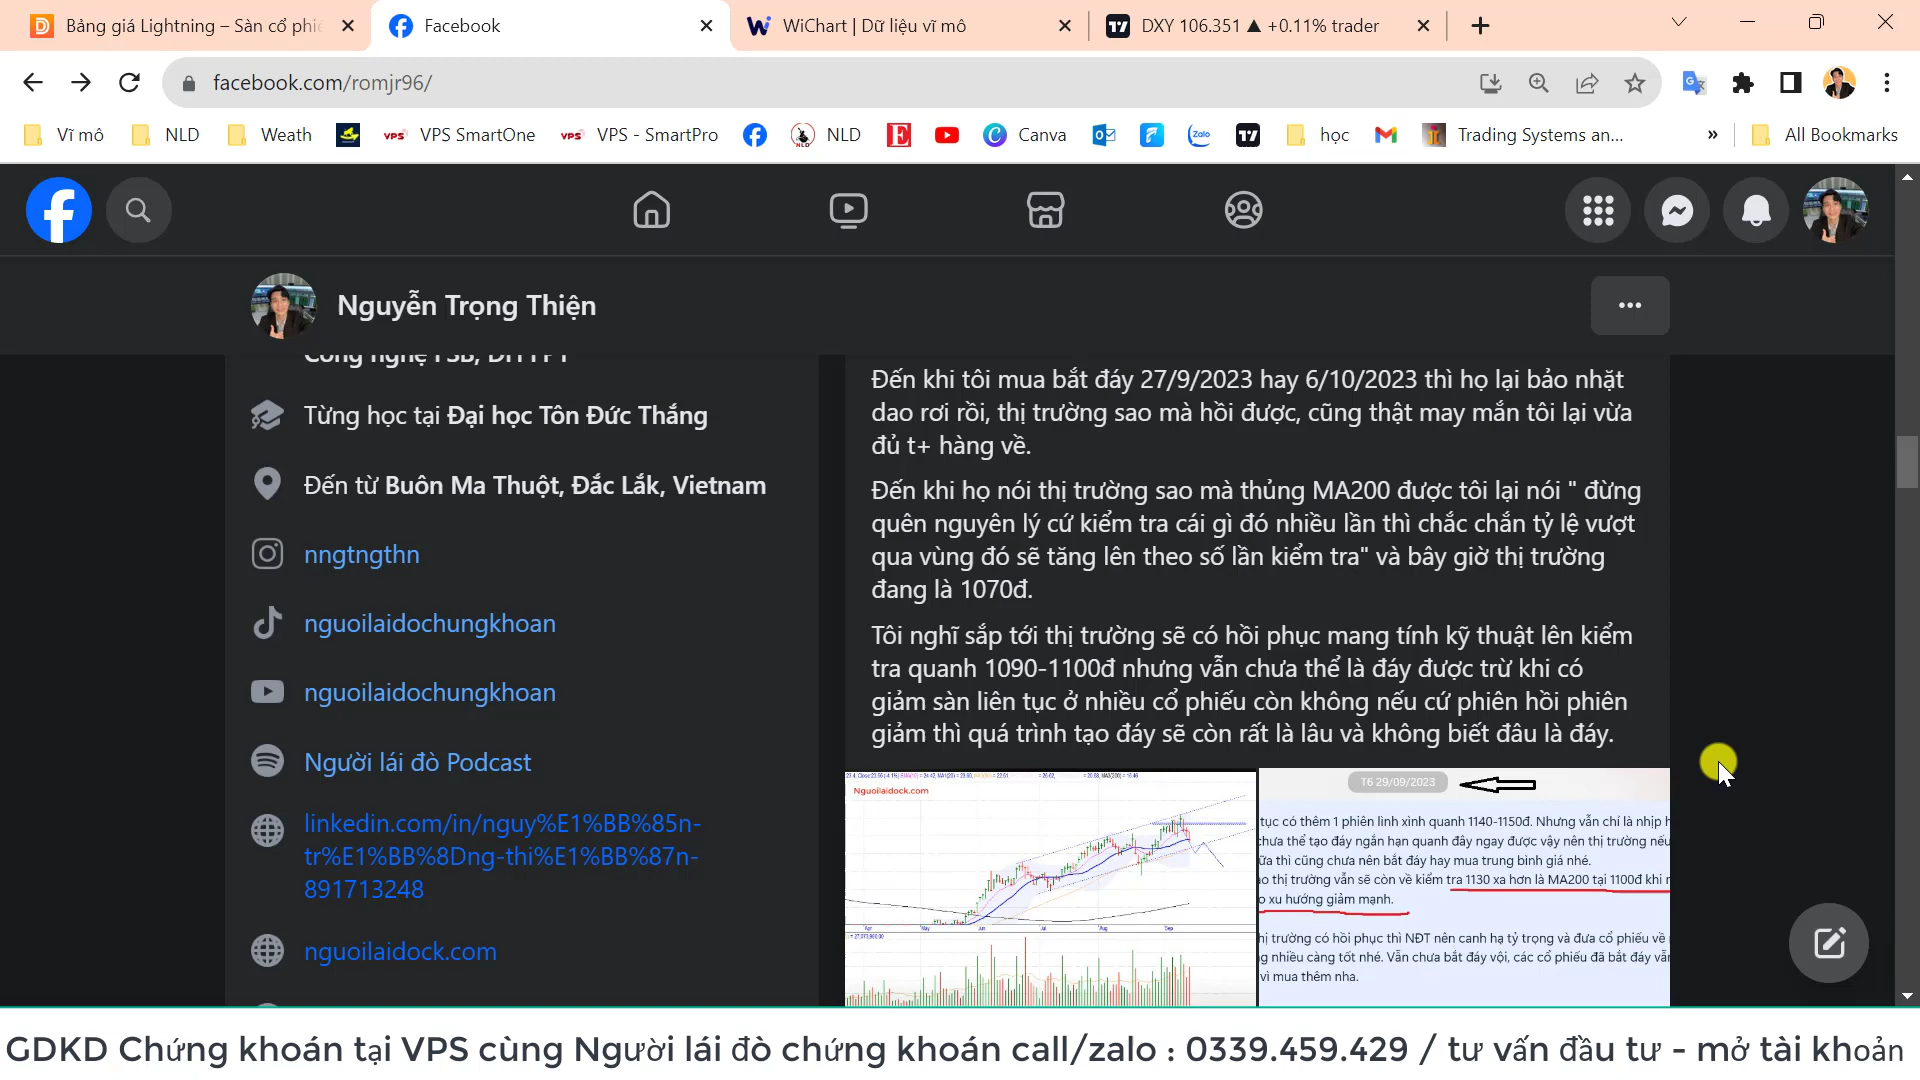 Bảng giá Lightning – Sàn cổ phiế
Facebook
WiChart | Dữ liệu vĩ mô
DXY 106.351 ▲ +0.11% trader
facebook.com/romjr96/
Vĩ mô
NLD
Weath
VPS SmartOne
VPS - SmartPro
NLD
Canva
học
Trading Systems an...
All Bookmarks
Nguyễn Trọng Thiện
Từng học tại Đại học Tôn Đức Thắng
Đến từ Buôn Ma Thuột, Đắc Lắk, Vietnam
nngtngthn
nguoilaidochungkhoan
nguoilaidochungkhoan
Người lái đò Podcast
linkedin.com/in/nguy%E1%BB%85n-
tr%E1%BB%8Dng-thi%E1%BB%87n-
891713248
nguoilaidock.com
Đến khi tôi mua bắt đáy 27/9/2023 hay 6/10/2023 thì họ lại bảo nhặt
dao rơi rồi, thị trường sao mà hồi được, cũng thật may mắn tôi lại vừa
đủ t+ hàng về.
Đến khi họ nói thị trường sao mà thủng MA200 được tôi lại nói " đừng
quên nguyên lý cứ kiểm tra cái gì đó nhiều lần thì chắc chắn tỷ lệ vượt
qua vùng đó sẽ tăng lên theo số lần kiểm tra" và bây giờ thị trường
đang là 1070đ.
Tôi nghĩ sắp tới thị trường sẽ có hồi phục mang tính kỹ thuật lên kiểm
tra quanh 1090-1100đ nhưng vẫn chưa thể là đáy được trừ khi có
giảm sàn liên tục ở nhiều cổ phiếu còn không nếu cứ phiên hồi phiên
giảm thì quá trình tạo đáy sẽ còn rất là lâu và không biết đâu là đáy.
Nguoilaidock.com
T6 29/09/2023
tục có thêm 1 phiên linh xình quanh 1140-1150đ. Nhưng vẫn chỉ là nhịp
chưa thể tạo đáy ngắn hạn quanh đây ngay được vậy nên thị trường nếu
ữa thì cũng chưa nên bắt đáy hay mua trung bình giá nhé.
thị trường vẫn sẽ còn về kiểm tra 1130 xa hơn là MA200 tại 1100đ khi
xu hướng giảm mạnh.
thị trường có hồi phục thì NĐT nên canh hạ tỷ trọng và đưa cổ phiếu về
nhiều càng tốt nhé. Vẫn chưa bắt đáy vội, các cổ phiếu đã bắt đáy
vì mua thêm nha.
GDKD Chứng khoán tại VPS cùng Người lái đò chứng khoán call/zalo : 0339.459.429 / tư vấn đầu tư - mở tài khoản